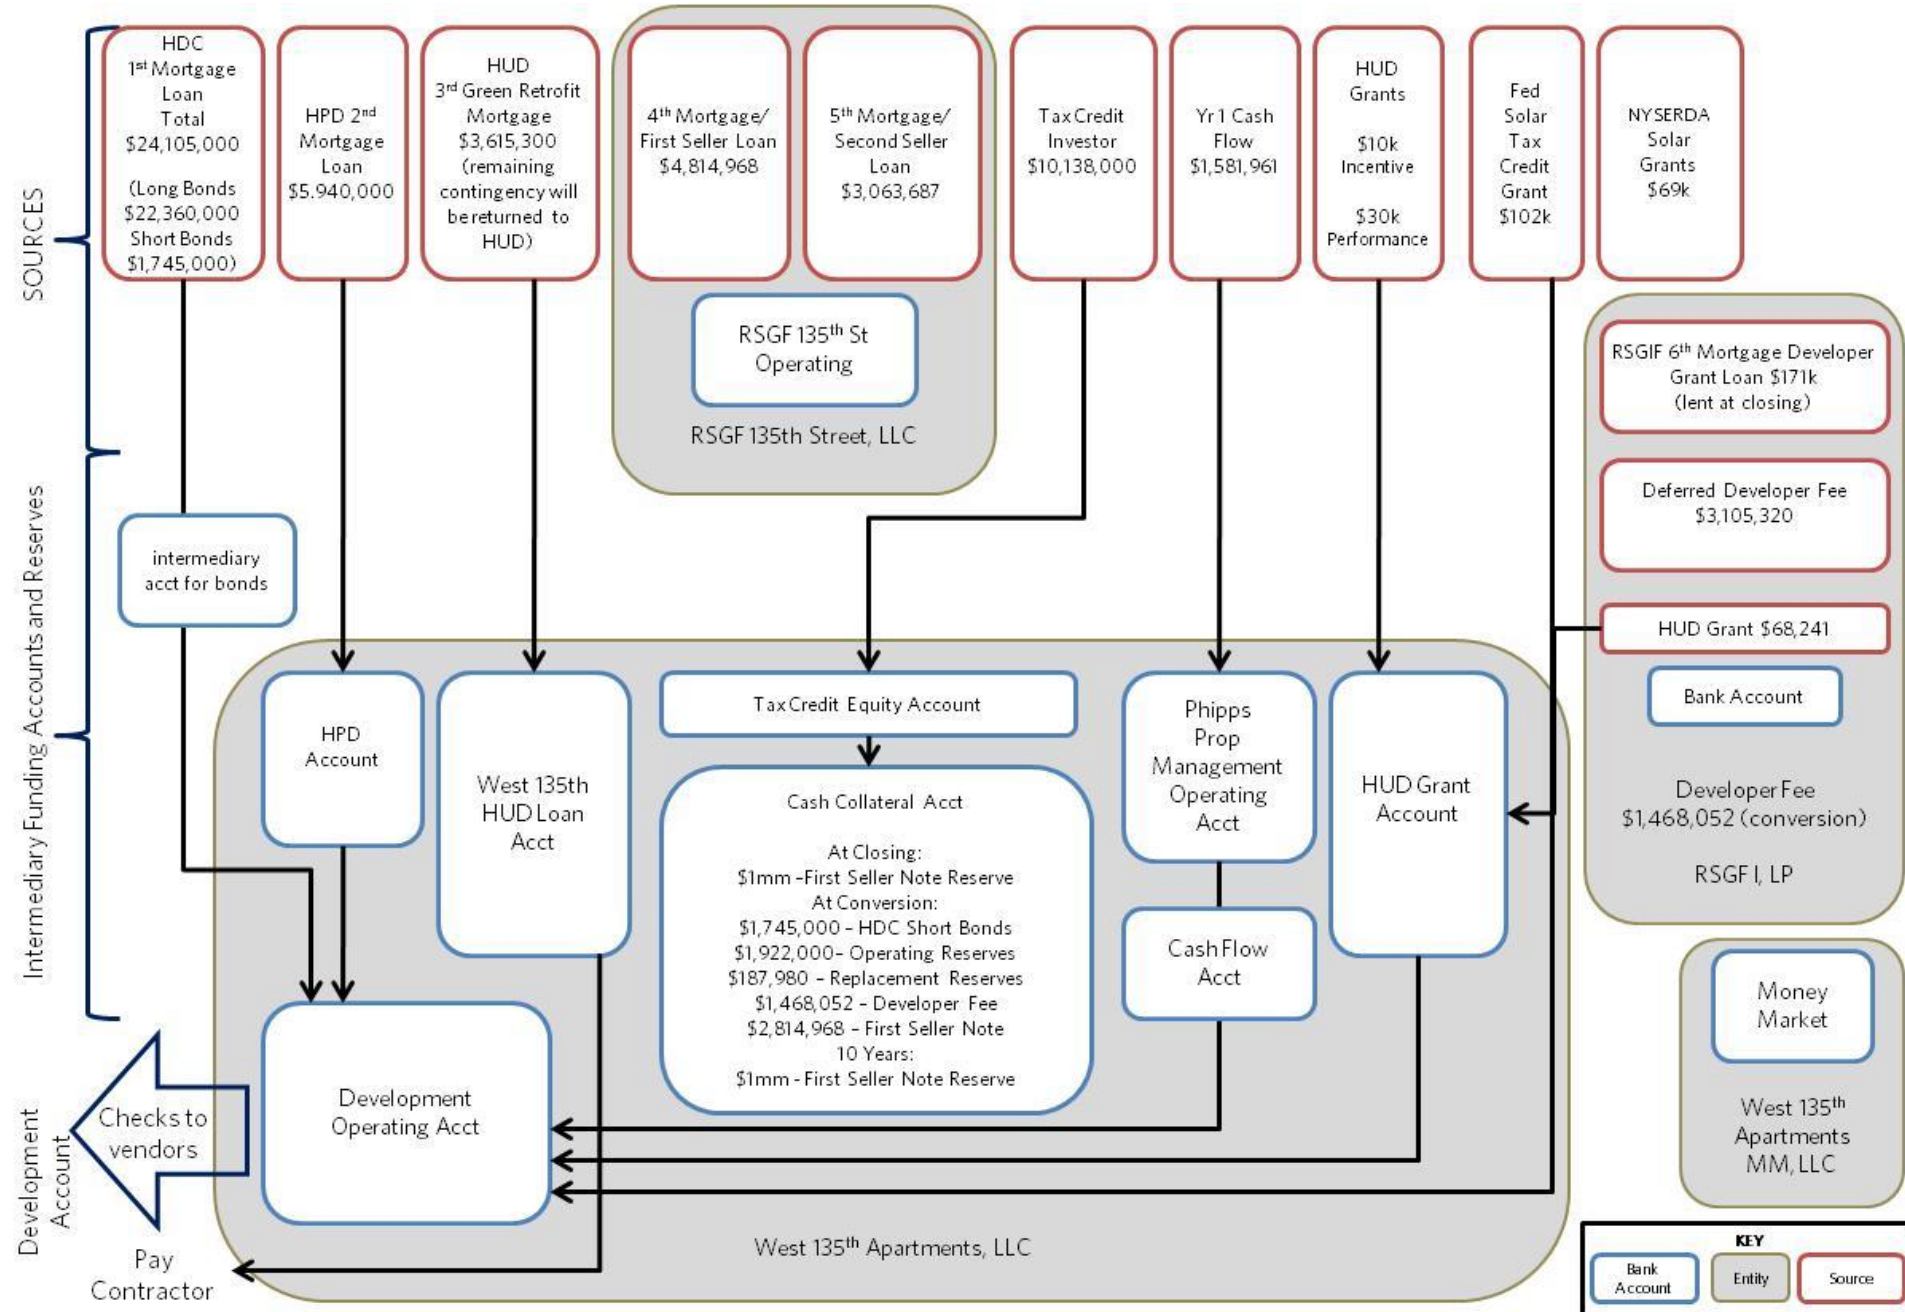 SOURCES
HDC
1st Mortgage
Loan
Total
$24,105,000
(Long Bonds
$22,360,000
Short Bonds
$1,745,000)
HPD 2nd
Mortgage
Loan
$5.940,000
HUD
3rd Green Retrofit
Mortgage
$3,615,300
(remaining
contingency will
be returned to
HUD)
4th Mortgage/
First Seller Loan
$4,814,968
5th Mortgage/
Second Seller
Loan
$3,063,687
RSGF 135th St
Operating
RSGF 135th Street, LLC
Tax Credit
Investor
$10,138,000
Yr 1 Cash
Flow
$1,581,961
HUD
Grants
$10k
Incentive
$30k
Performance
Fed
Solar
Tax
Credit
Grant
$102k
NYSERDA
Solar
Grants
$69k
RSGIF 6th Mortgage Developer
Grant Loan $171k
(lent at closing)
Deferred Developer Fee
$3,105,320
HUD Grant $68,241
Bank Account
Developer Fee
$1,468,052 (conversion)
RSGF I, LP
Intermediary Funding Accounts and Reserves
intermediary
acct for bonds
HPD
Account
West 135th
HUD Loan
Acct
Tax Credit Equity Account
Cash Collateral Acct
At Closing:
$1mm -First Seller Note Reserve
At Conversion:
$1,745,000 - HDC Short Bonds
$1,922,000- Operating Reserves
$187,980 - Replacement Reserves
$1,468,052 - Developer Fee
$2,814,968 - First Seller Note
10 Years:
$1mm - First Seller Note Reserve
Phipps
Prop
Management
Operating
Acct
Cash Flow
Acct
HUD Grant
Account
Money
Market
West 135th
Apartments
MM, LLC
Development
Account
Checks to
vendors
Development
Operating Acct
West 135th Apartments, LLC
Pay
Contractor
KEY
Bank
Account
Entity
Source